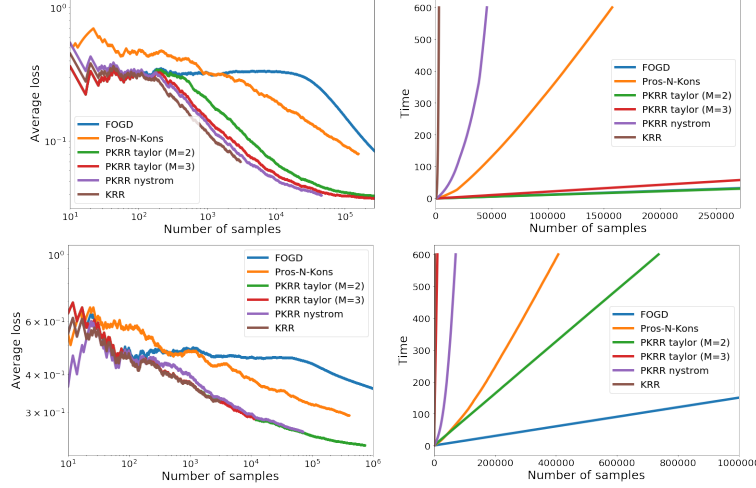 10⁰
10⁻¹
Average loss
FOGD
Pros-N-Kons
PKRR taylor (M=2)
PKRR taylor (M=3)
PKRR nystrom
KRR
10¹ 10² 10³ 10⁴ 10⁵
Number of samples
600
500
400
300
200
100
0
Time
FOGD
Pros-N-Kons
PKRR taylor (M=2)
PKRR taylor (M=3)
PKRR nystrom
KRR
0 50000 100000 150000 200000 250000
Number of samples
10⁰
6 × 10⁻¹
4 × 10⁻¹
3 × 10⁻¹
Average loss
FOGD
Pros-N-Kons
PKRR taylor (M=2)
PKRR taylor (M=3)
PKRR nystrom
KRR
10¹ 10² 10³ 10⁴ 10⁵ 10⁶
Number of samples
600
500
400
300
200
100
0
Time
FOGD
Pros-N-Kons
PKRR taylor (M=2)
PKRR taylor (M=3)
PKRR nystrom
KRR
0 200000 400000 600000 800000 1000000
Number of samples